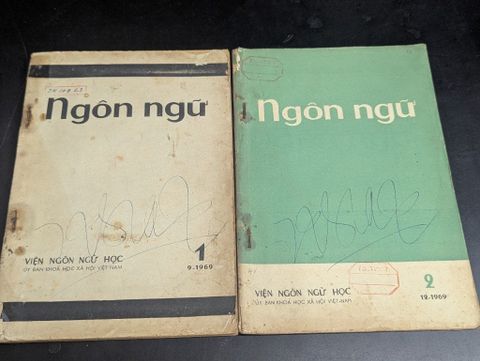 Ngôn ngữ
VIỆN NGÔN NGỮ HỌC
ỦY BAN KHOA HỌC XÃ HỘI VIỆT-NAM
1
9-1969
Ngôn ngữ
VIỆN NGÔN NGỮ HỌC
ỦY BAN KHOA HỌC XÃ HỘI VIỆT-NAM
2
12-1969